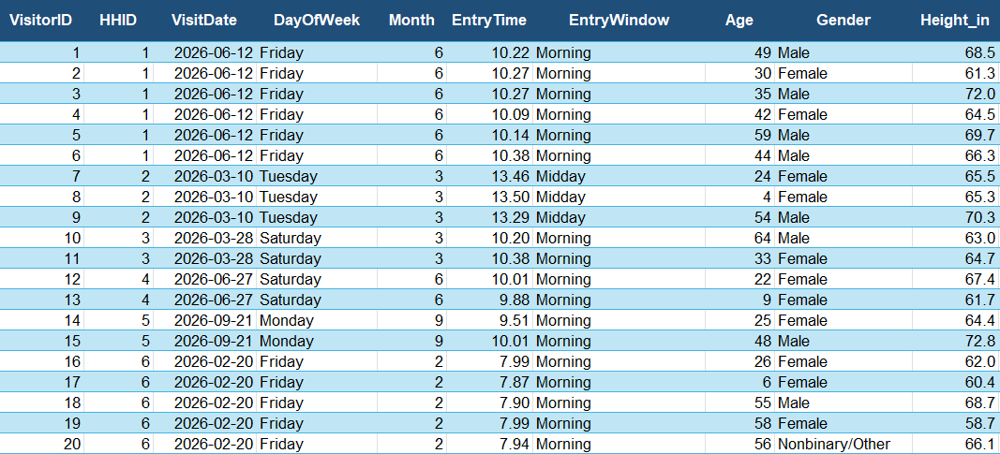 VisitorID HHID VisitDate DayOfWeek Month EntryTime EntryWindow Age Gender Height_in
1 1 2026-06-12 Friday 6 10.22 Morning 49 Male 68.5
2 1 2026-06-12 Friday 6 10.27 Morning 30 Female 61.3
3 1 2026-06-12 Friday 6 10.27 Morning 35 Male 72.0
4 1 2026-06-12 Friday 6 10.09 Morning 42 Female 64.5
5 1 2026-06-12 Friday 6 10.14 Morning 59 Male 69.7
6 1 2026-06-12 Friday 6 10.38 Morning 44 Male 66.3
7 2 2026-03-10 Tuesday 3 13.46 Midday 24 Female 65.5
8 2 2026-03-10 Tuesday 3 13.50 Midday 4 Female 65.3
9 2 2026-03-10 Tuesday 3 13.29 Midday 54 Male 70.3
10 3 2026-03-28 Saturday 3 10.20 Morning 64 Male 63.0
11 3 2026-03-28 Saturday 3 10.38 Morning 33 Female 64.7
12 4 2026-06-27 Saturday 6 10.01 Morning 22 Female 67.4
13 4 2026-06-27 Saturday 6 9.88 Morning 9 Female 61.7
14 5 2026-09-21 Monday 9 9.51 Morning 25 Female 64.4
15 5 2026-09-21 Monday 9 10.01 Morning 48 Male 72.8
16 6 2026-02-20 Friday 2 7.99 Morning 26 Female 62.0
17 6 2026-02-20 Friday 2 7.87 Morning 6 Female 60.4
18 6 2026-02-20 Friday 2 7.90 Morning 55 Male 68.7
19 6 2026-02-20 Friday 2 7.99 Morning 58 Female 58.7
20 6 2026-02-20 Friday 2 7.94 Morning 56 Nonbinary/Other 66.1